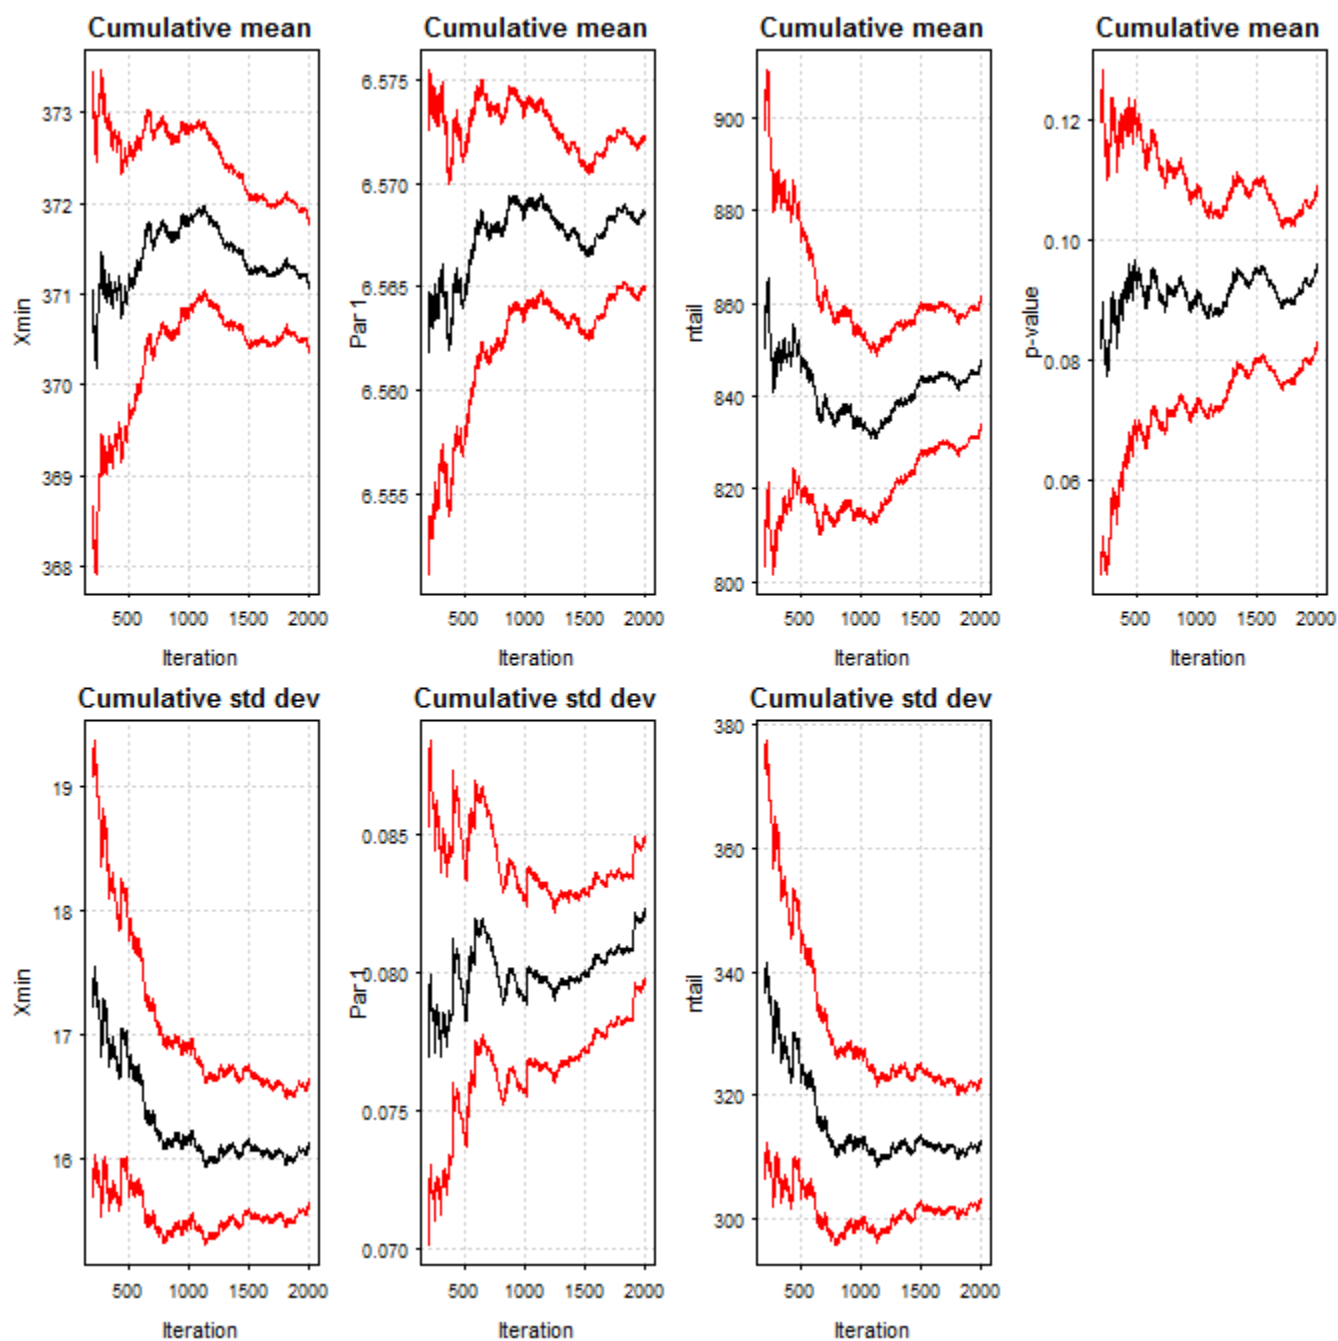 Cumulative mean
Xmin
373
372
371
370
369
368
500 1000 1500 2000
Iteration
Cumulative mean
Par 1
6.575
6.570
6.565
6.560
6.555
500 1000 1500 2000
Iteration
Cumulative mean
ntail
900
880
860
840
820
800
500 1000 1500 2000
Iteration
Cumulative mean
p-value
0.12
0.10
0.08
0.06
500 1000 1500 2000
Iteration
Cumulative std dev
Xmin
19
18
17
16
500 1000 1500 2000
Iteration
Cumulative std dev
Par 1
0.085
0.080
0.075
0.070
500 1000 1500 2000
Iteration
Cumulative std dev
ntail
380
360
340
320
300
500 1000 1500 2000
Iteration